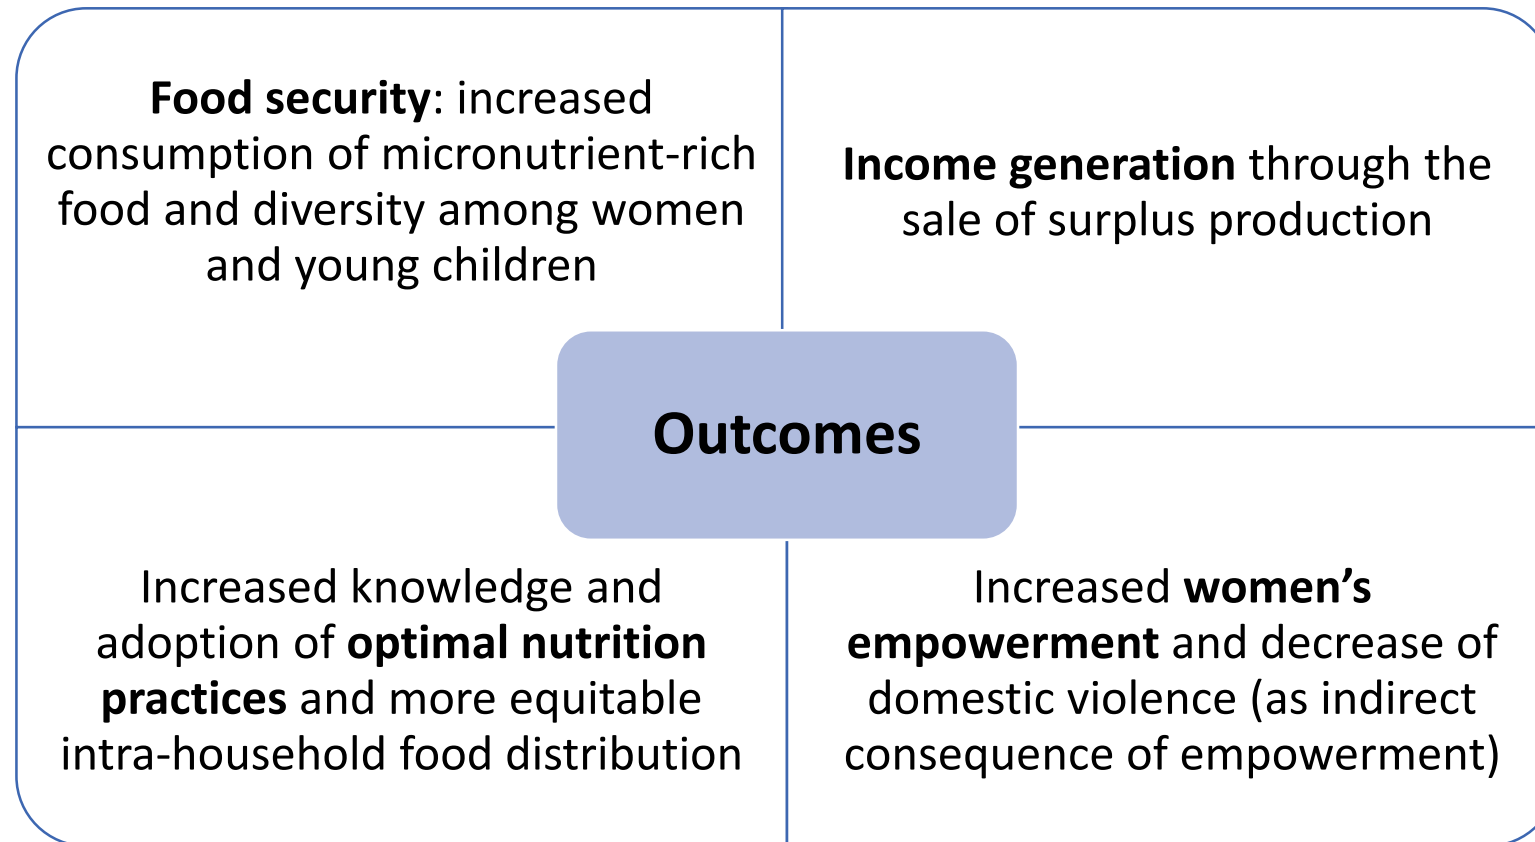 Food security: increased
consumption of micronutrient-rich
food and diversity among women
and young children
Income generation through the
sale of surplus production
Outcomes
Increased knowledge and
adoption of optimal nutrition
practices and more equitable
intra-household food distribution
Increased women’s
empowerment and decrease of
domestic violence (as indirect
consequence of empowerment)